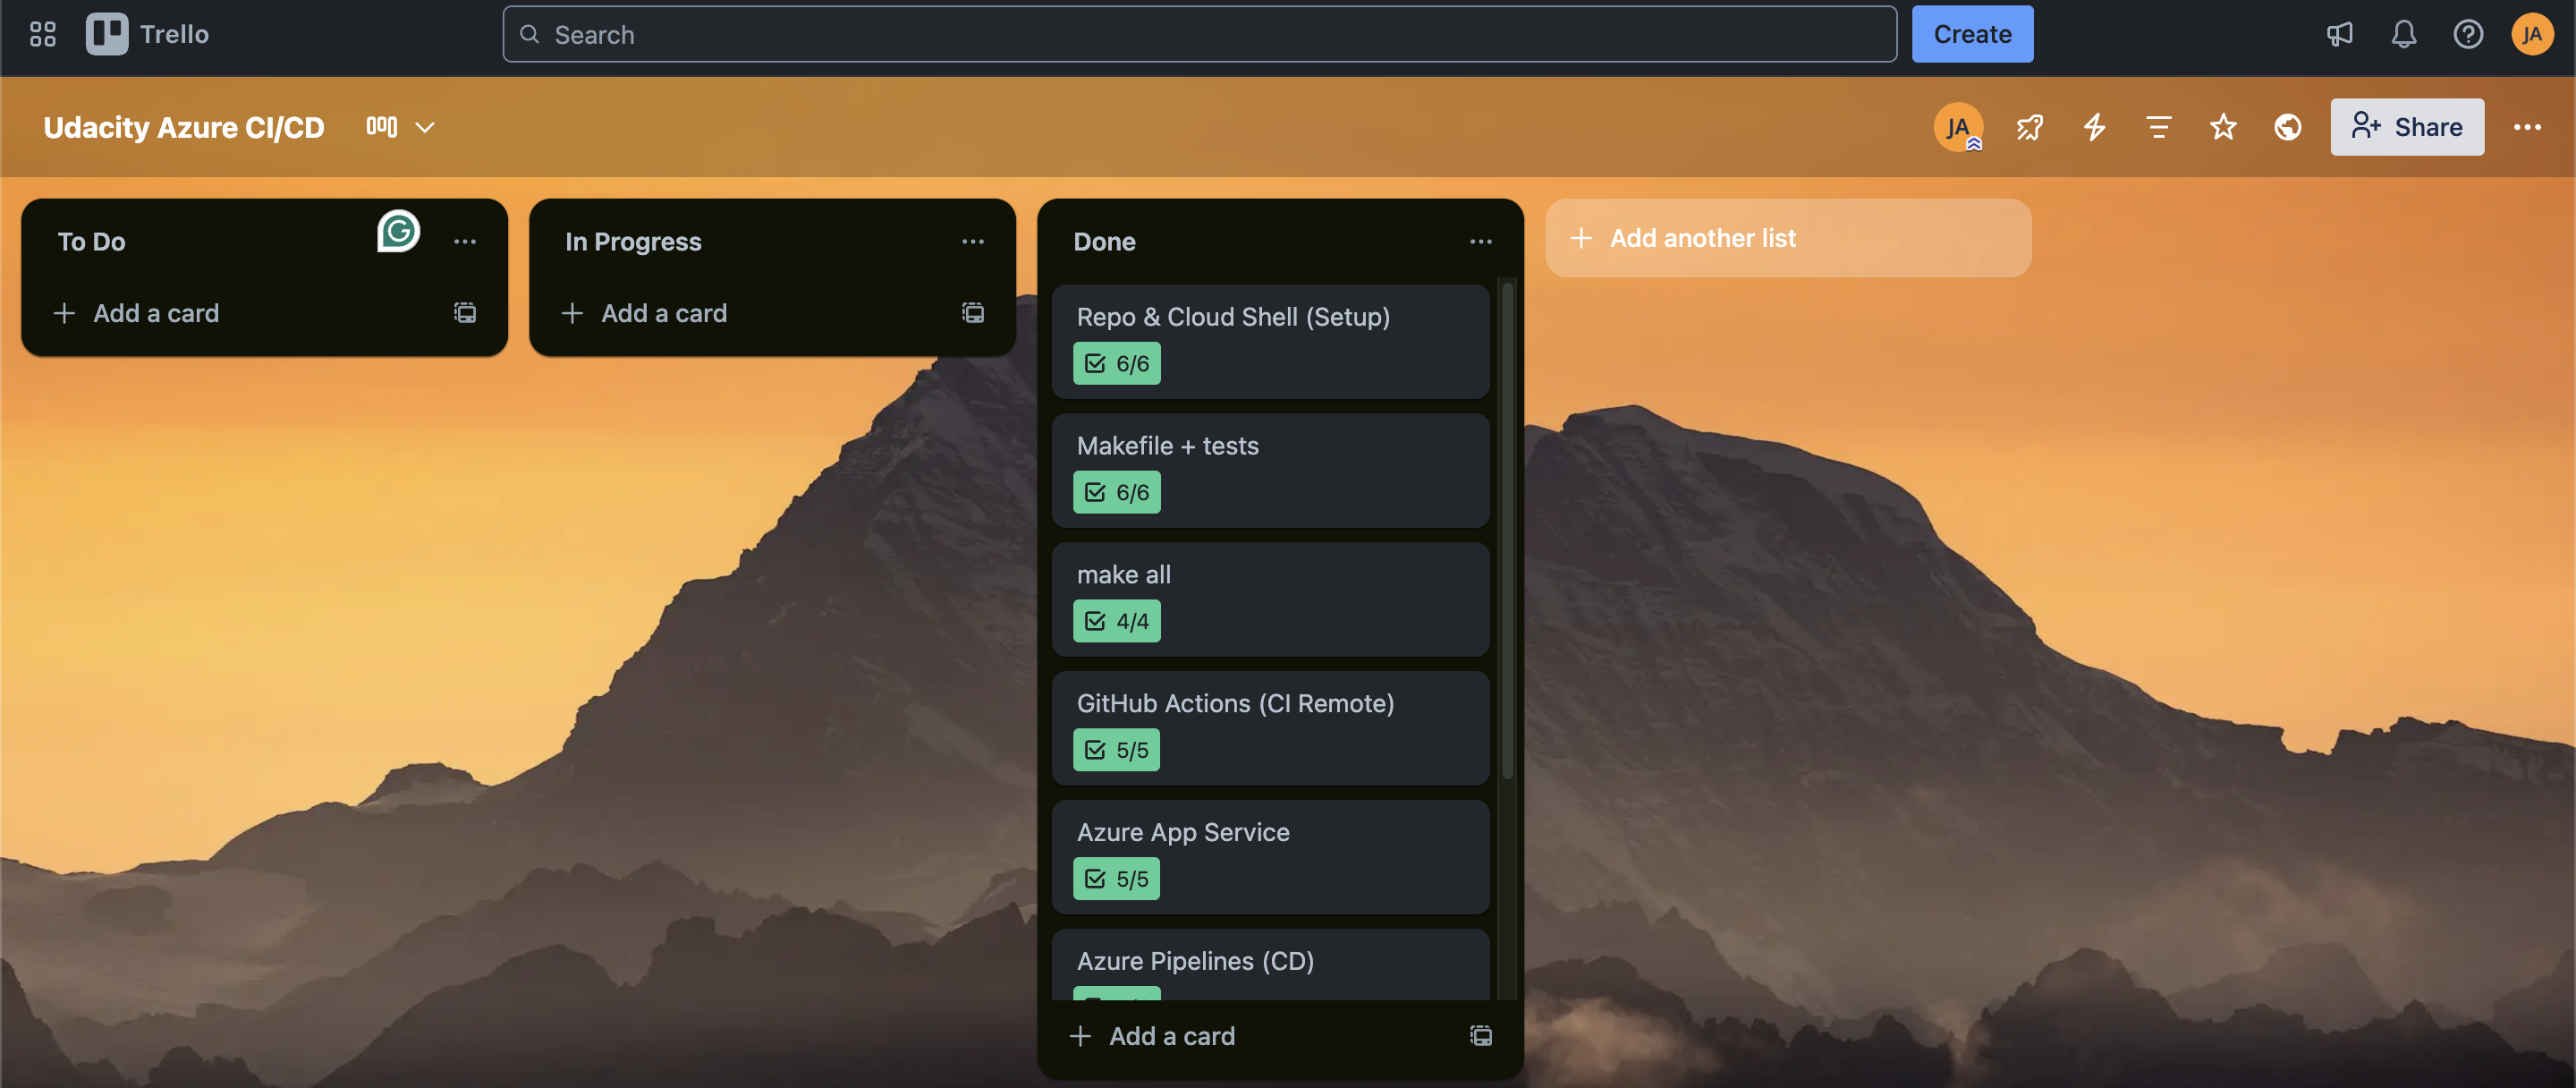 Trello
Search
Create
JA
Udacity Azure CI/CD
JA
Share
To Do
Add a card
In Progress
Add a card
Done
Repo & Cloud Shell (Setup)
6/6
Makefile + tests
6/6
make all
4/4
GitHub Actions (CI Remote)
5/5
Azure App Service
5/5
Azure Pipelines (CD)
Add a card
Add another list